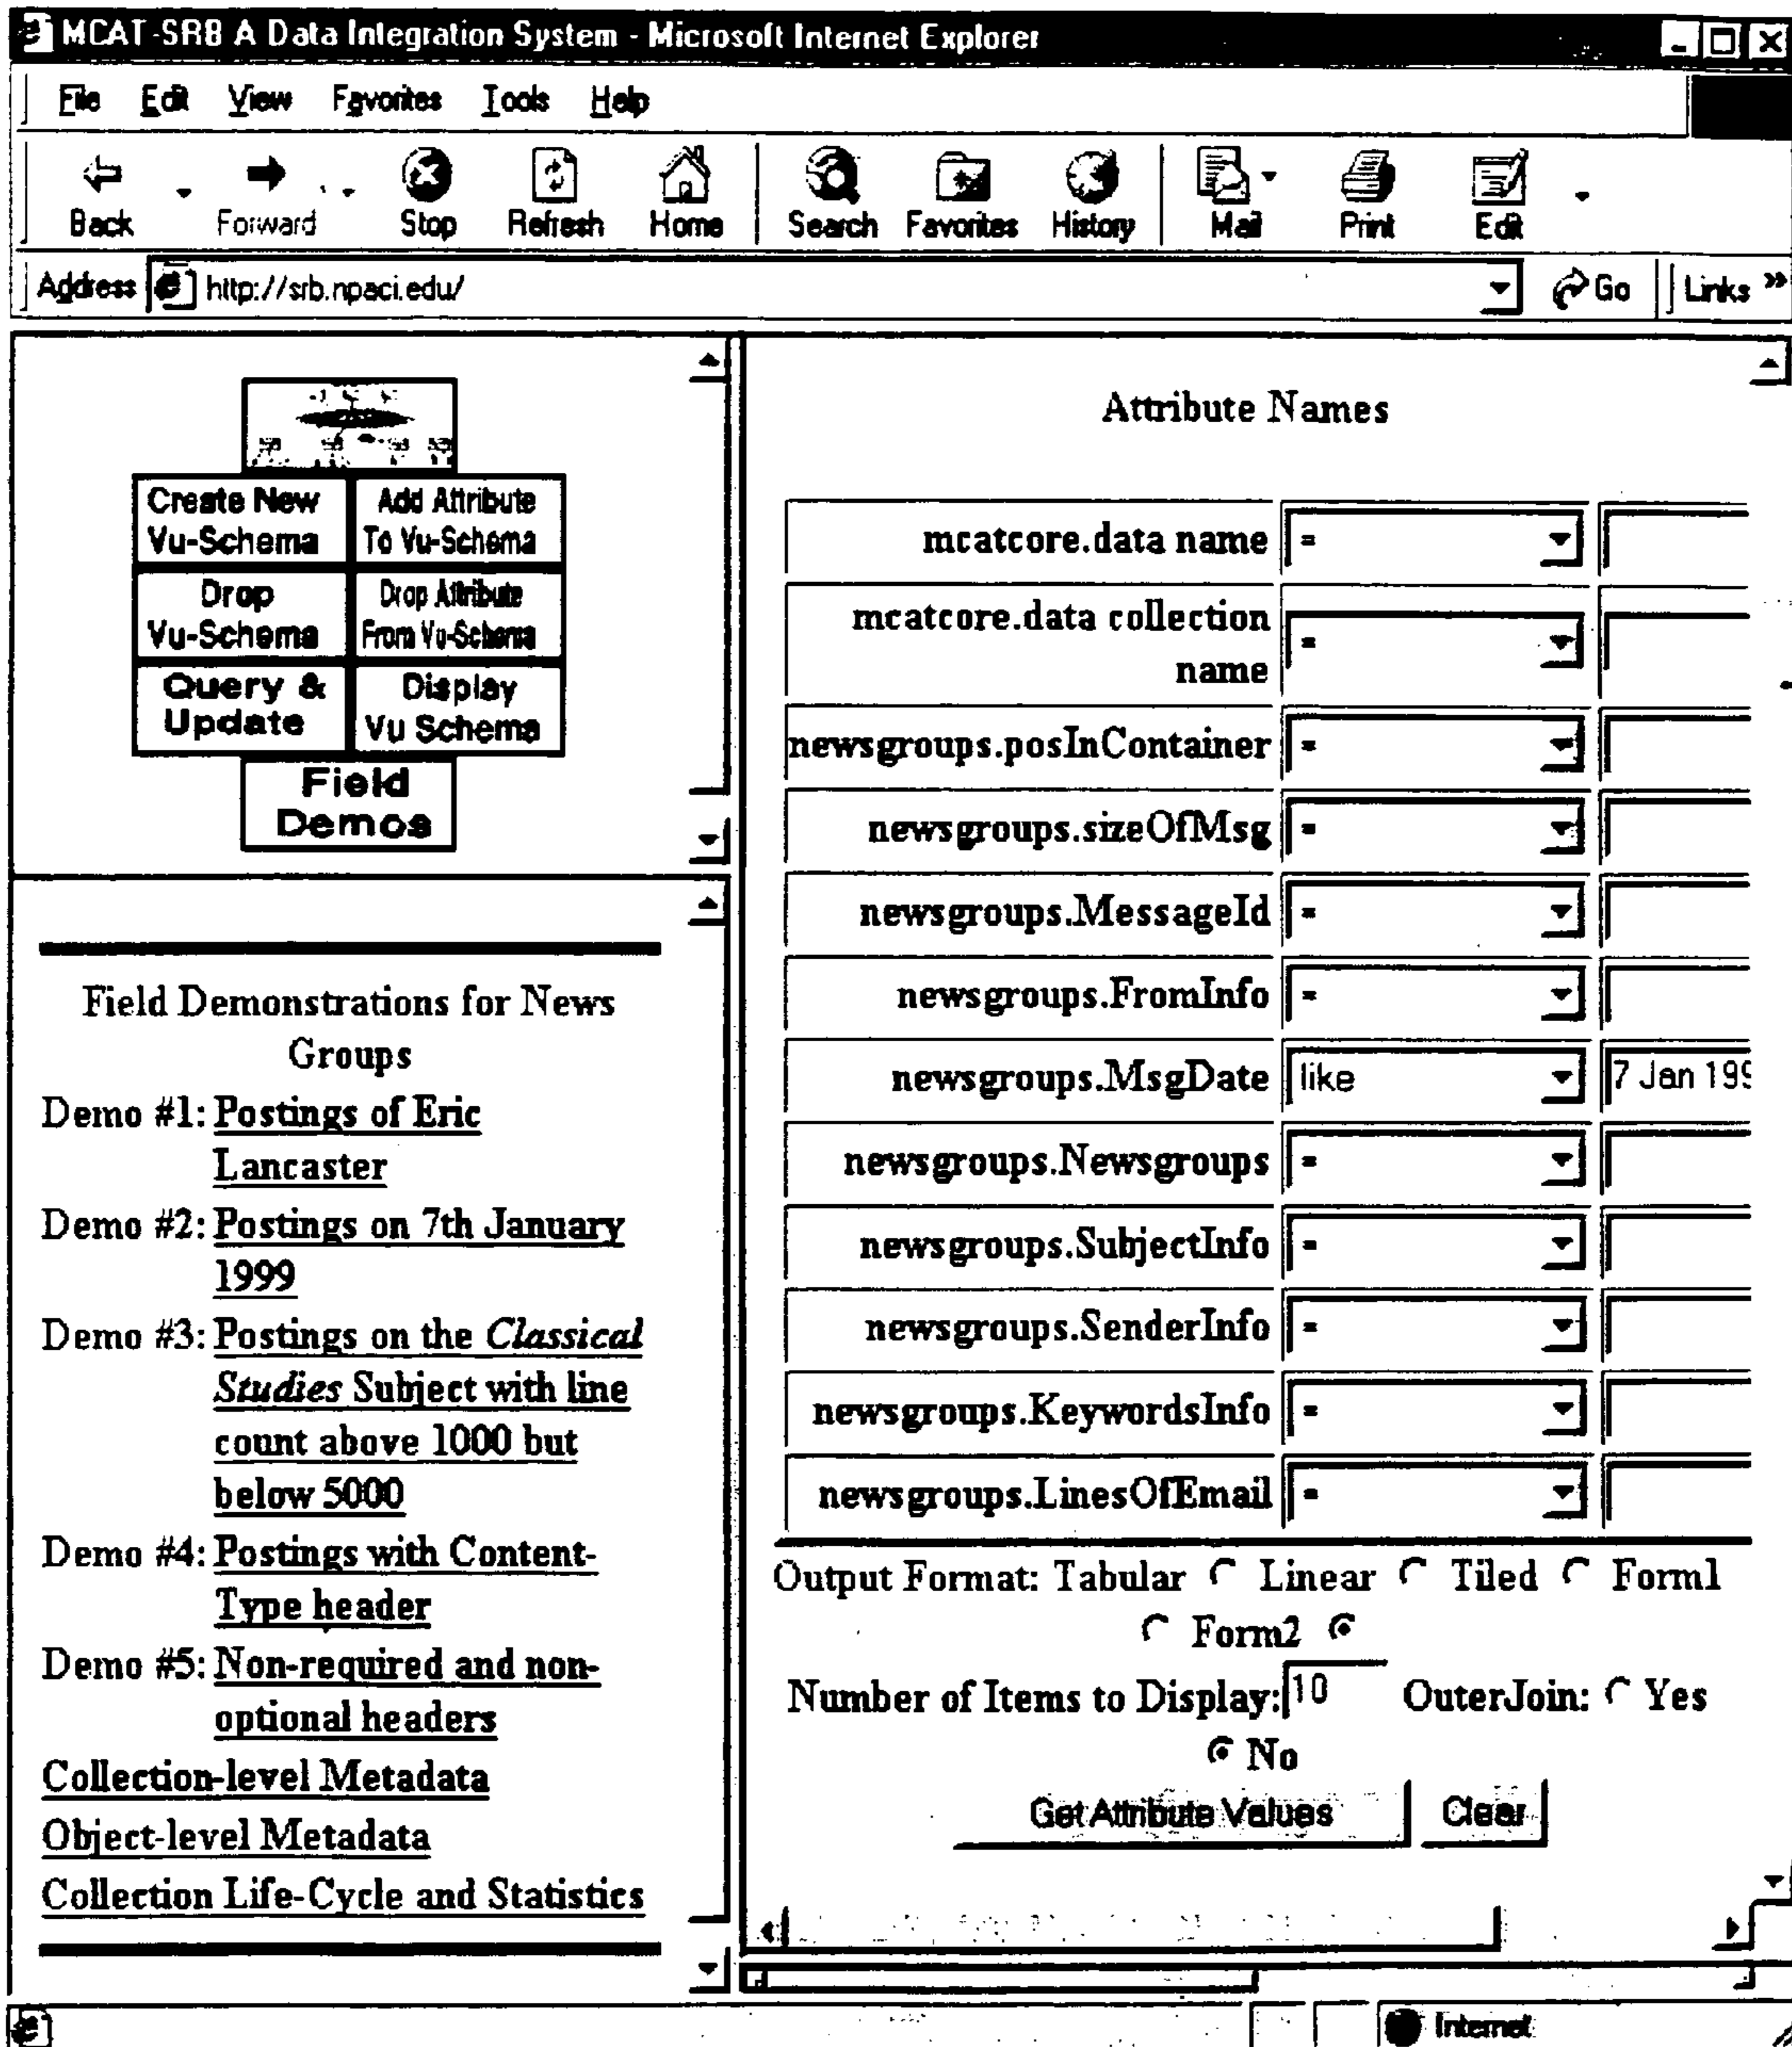 MCAT-SRB A Data Integration System - Microsoft Internet Explorer
File Edit View Favorites Tools Help
Back Forward Stop Refresh Home Search Favorites History Mail Print Edit
Address http://srb.npaci.edu/ Go Links »
Create New Vu-Schema
Add Attribute To Vu-Schema
Drop Vu-Schema
Drop Attribute From Vu-Schema
Query & Update
Display Vu Schema
Field Demos
Field Demonstrations for News
Groups
Demo #1: Postings of Eric
Lancaster
Demo #2: Postings on 7th January
1999
Demo #3: Postings on the Classical
Studies Subject with line
count above 1000 but
below 5000
Demo #4: Postings with Content-
Type header
Demo #5: Non-required and non-
optional headers
Collection-level Metadata
Object-level Metadata
Collection Life-Cycle and Statistics
Attribute Names
mcatcore.data name =
mcatcore.data collection
name =
newsgroups.posInContainer =
newsgroups.sizeOfMsg =
newsgroups.MessageId =
newsgroups.FromInfo =
newsgroups.MsgDate like 7 Jan 199
newsgroups.Newsgroups =
newsgroups.SubjectInfo =
newsgroups.SenderInfo =
newsgroups.KeywordsInfo =
newsgroups.LinesOfEmail =
Output Format: Tabular Linear Tiled Form1
Form2
Number of Items to Display: 10 OuterJoin: Yes
No
Get Attribute Values Clear
Internet